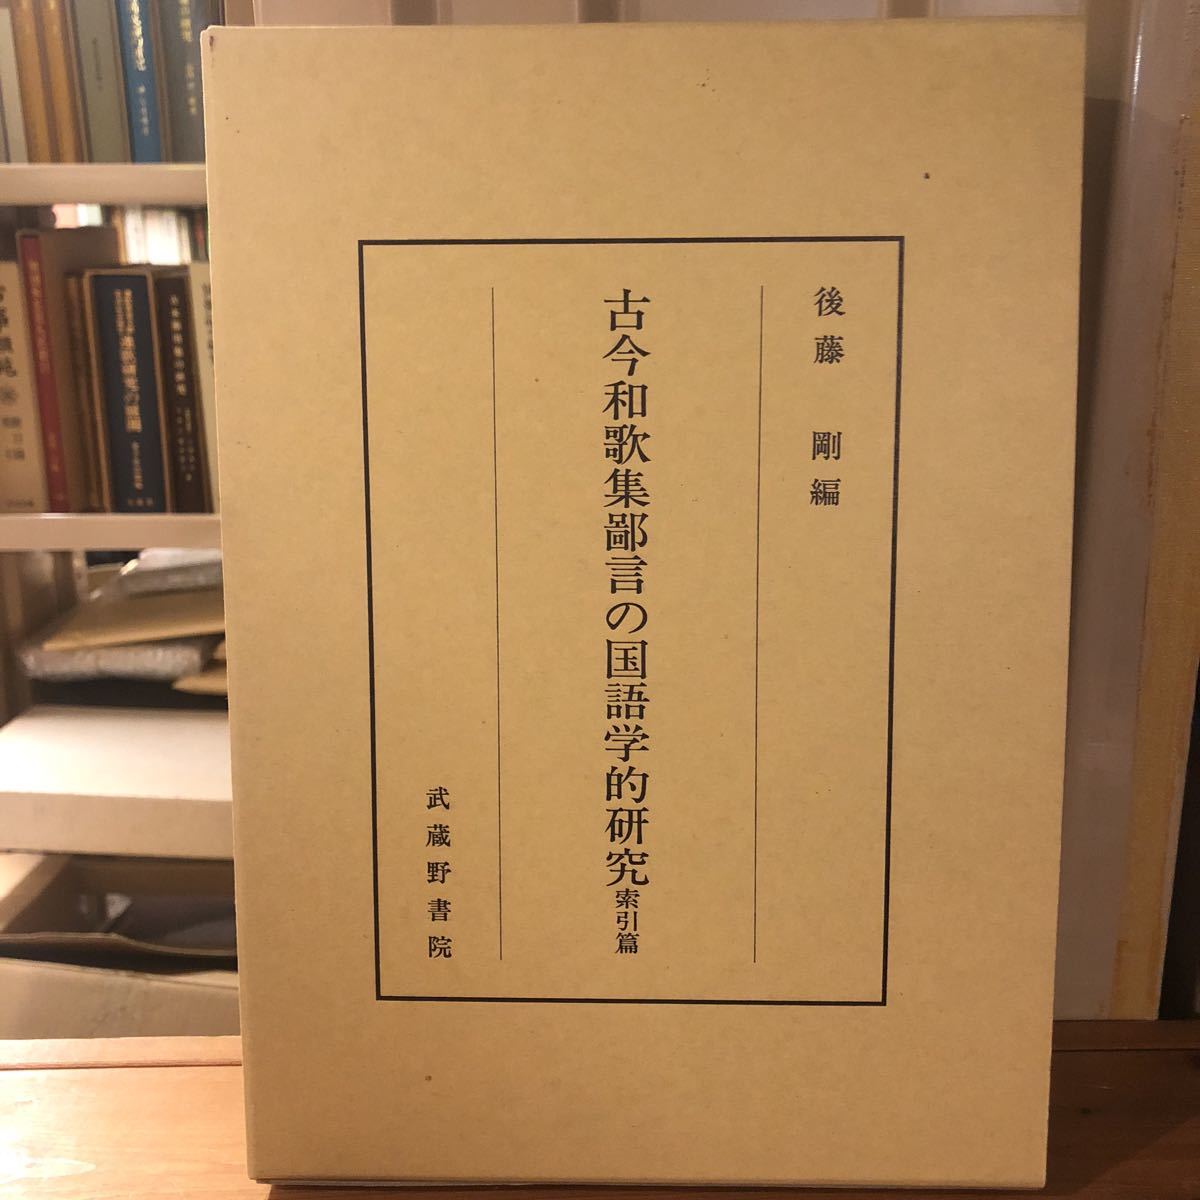 後藤 剛編
古今和歌集鄙言の国語学的研究 索引篇
武蔵野書院